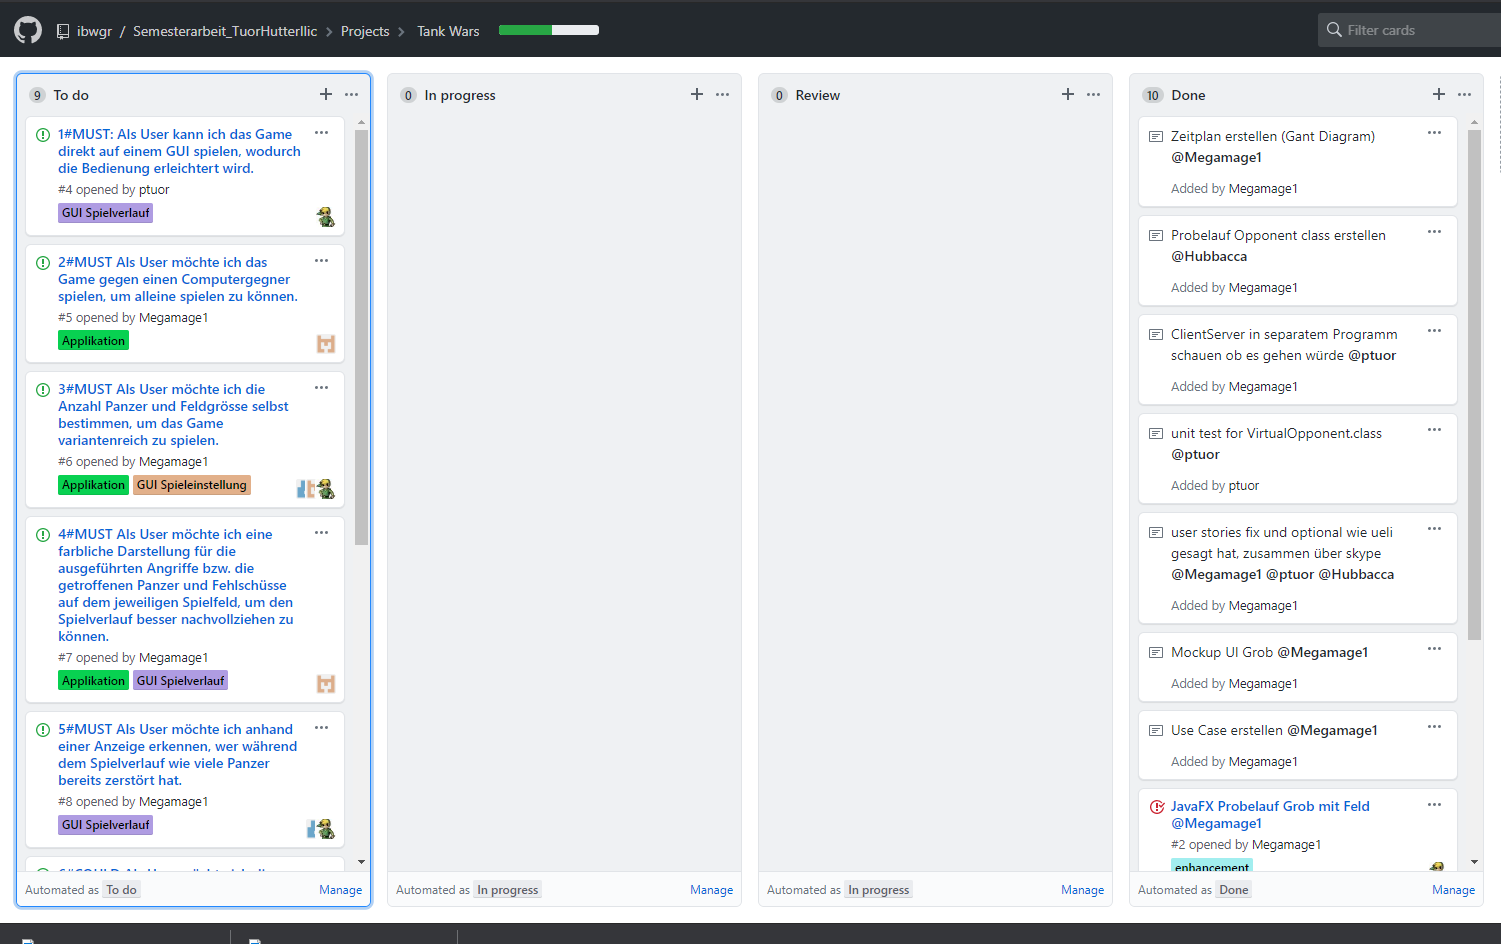 ibwgr / Semesterarbeit_TuorHutterIlic > Projects > Tank Wars
Filter cards
9 To do
1#MUST: Als User kann ich das Game
direkt auf einem GUI spielen, wodurch
die Bedienung erleichtert wird.
#4 opened by ptuor
GUI Spielverlauf
2#MUST Als User möchte ich das
Game gegen einen Computergegner
spielen, um alleine spielen zu können.
#5 opened by Megamage1
Applikation
3#MUST Als User möchte ich die
Anzahl Panzer und Feldgrösse selbst
bestimmen, um das Game
variantenreich zu spielen.
#6 opened by Megamage1
Applikation GUI Spieleinstellung
4#MUST Als User möchte ich eine
farbliche Darstellung für die
ausgeführten Angriffe bzw. die
getroffenen Panzer und Fehlschüsse
auf dem jeweiligen Spielfeld, um den
Spielverlauf besser nachvollziehen zu
können.
#7 opened by Megamage1
Applikation GUI Spielverlauf
5#MUST Als User möchte ich anhand
einer Anzeige erkennen, wer während
dem Spielverlauf wie viele Panzer
bereits zerstört hat.
#8 opened by Megamage1
GUI Spielverlauf
Automated as To do Manage
0 In progress
Automated as In progress Manage
0 Review
Automated as In progress Manage
10 Done
Zeitplan erstellen (Gant Diagram)
@Megamage1
Added by Megamage1
Probelauf Opponent class erstellen
@Hubbacca
Added by Megamage1
ClientServer in separatem Programm
schauen ob es gehen würde @ptuor
Added by Megamage1
unit test for VirtualOpponent.class
@ptuor
Added by ptuor
user stories fix und optional wie ueli
gesagt hat, zusammen über skype
@Megamage1 @ptuor @Hubbacca
Added by Megamage1
Mockup UI Grob @Megamage1
Added by Megamage1
Use Case erstellen @Megamage1
Added by Megamage1
JavaFX Probelauf Grob mit Feld
@Megamage1
#2 opened by Megamage1
enhancement
Automated as Done Manage